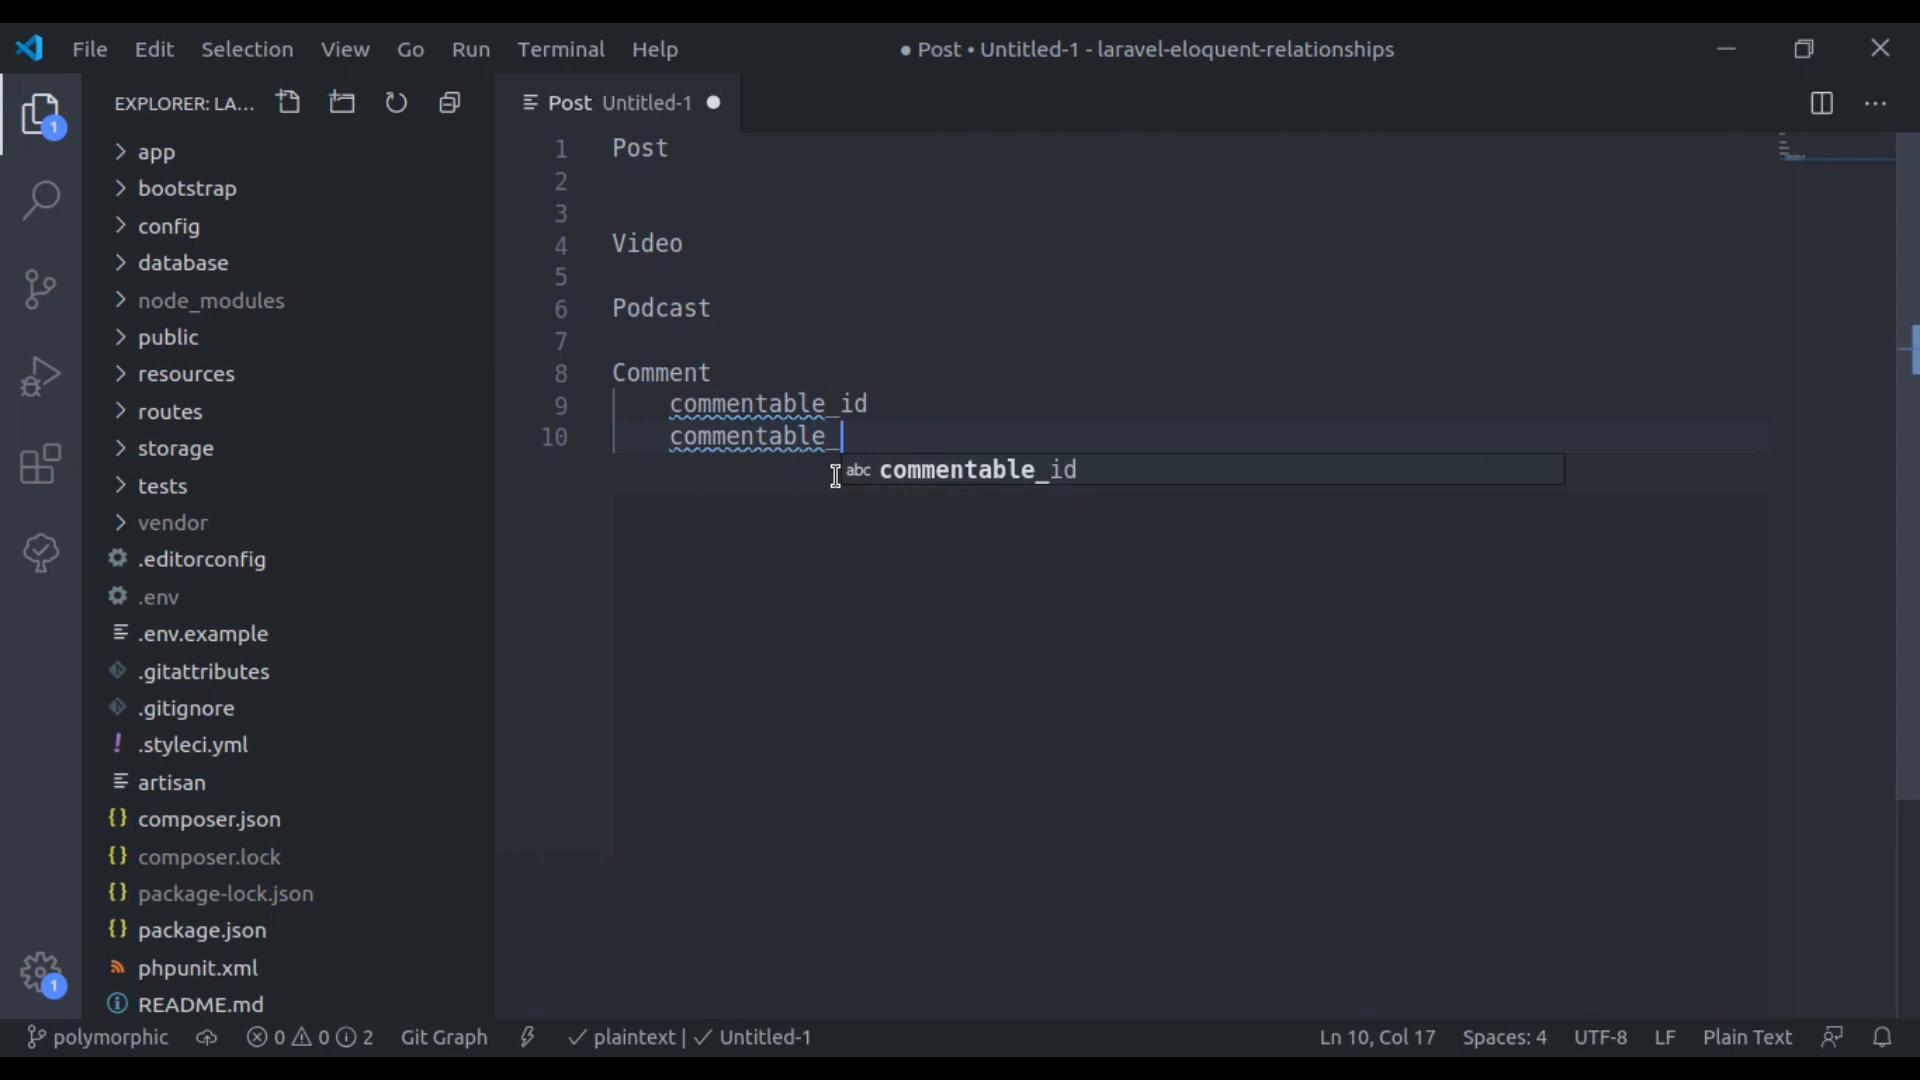 File Edit Selection View Go Run Terminal Help ● Post • Untitled-1 - laravel-eloquent-relationships
EXPLORER: LA...
Post Untitled-1
app
bootstrap
config
database
node_modules
public
resources
routes
storage
tests
vendor
.editorconfig
.env
.env.example
.gitattributes
.gitignore
.styleci.yml
artisan
composer.json
composer.lock
package-lock.json
package.json
phpunit.xml
README.md
1 Post
2
3
4 Video
5
6 Podcast
7
8 Comment
9 commentable_id
10 commentable_
abc commentable_id
1
1
polymorphic 0 0 2 Git Graph plaintext | Untitled-1 Ln 10, Col 17 Spaces: 4 UTF-8 LF Plain Text